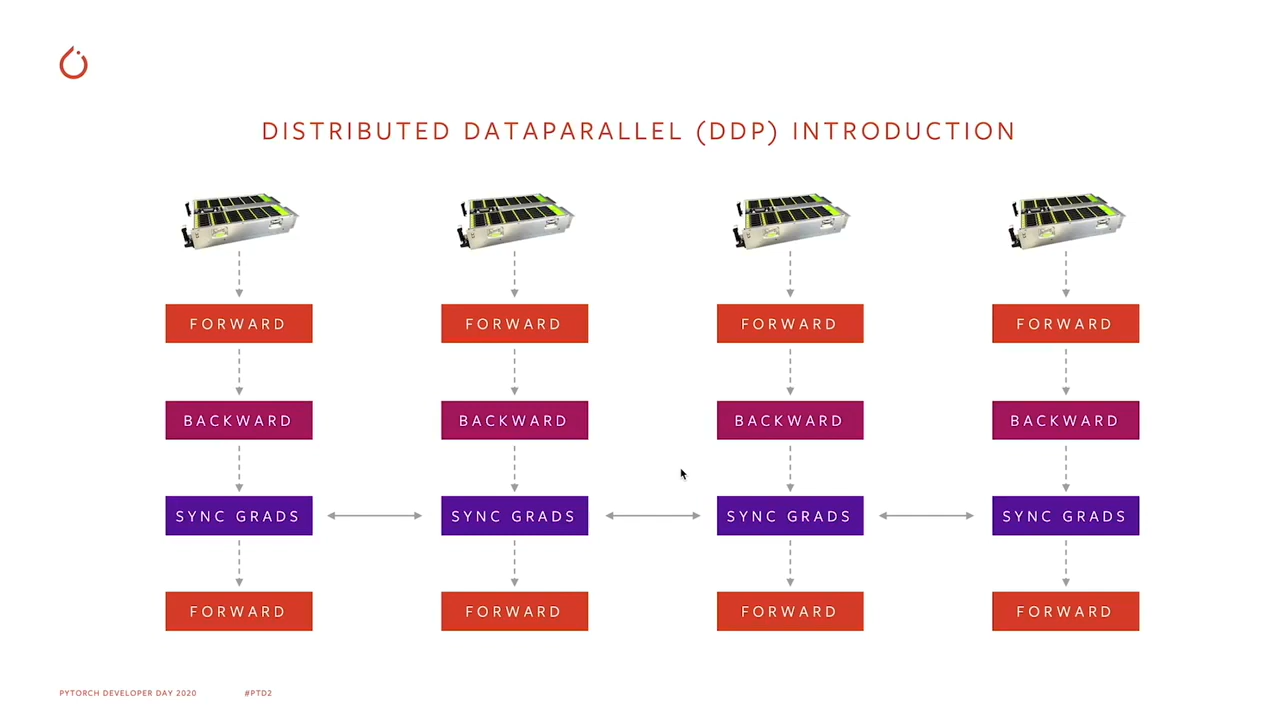 DISTRIBUTED DATAPARALLEL (DDP) INTRODUCTION
FORWARD FORWARD FORWARD FORWARD
BACKWARD BACKWARD BACKWARD BACKWARD
SYNC GRADS SYNC GRADS SYNC GRADS SYNC GRADS
FORWARD FORWARD FORWARD FORWARD
PYTORCH DEVELOPER DAY 2020 #PTD2